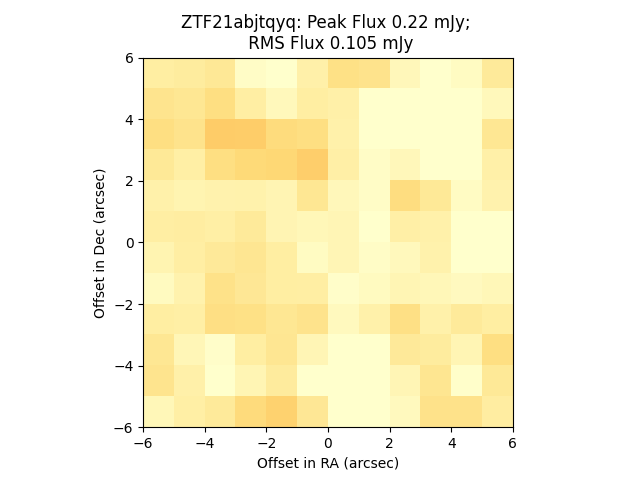 ZTF21abjtqyq: Peak Flux 0.22 mJy;
RMS Flux 0.105 mJy
6
4
2
0
−2
−4
−6
Offset in Dec (arcsec)
−6 −4 −2 0 2 4 6
Offset in RA (arcsec)